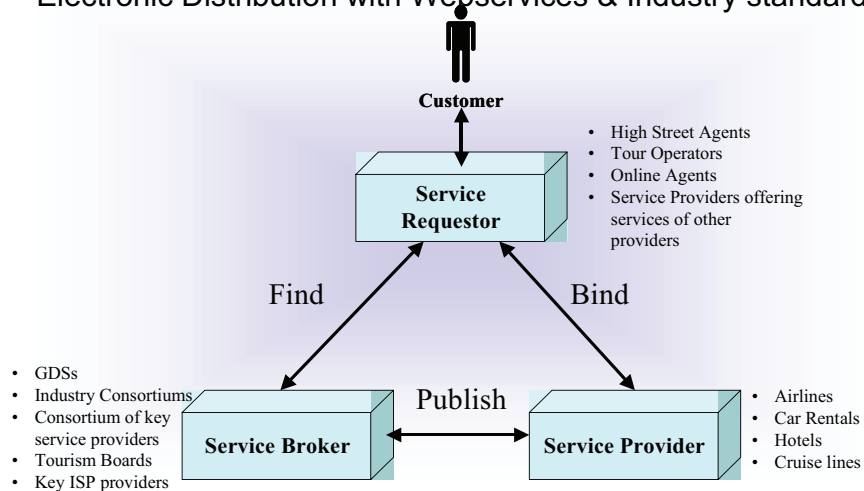 Electronic Distribution with Webservices & Industry standard
Customer
• High Street Agents
• Tour Operators
• Online Agents
• Service Providers offering
services of other
providers
Service
Requestor
Find
Bind
• GDSs
• Industry Consortiums
• Consortium of key
service providers
• Tourism Boards
• Key ISP providers
Service Broker
Publish
Service Provider
• Airlines
• Car Rentals
• Hotels
• Cruise lines